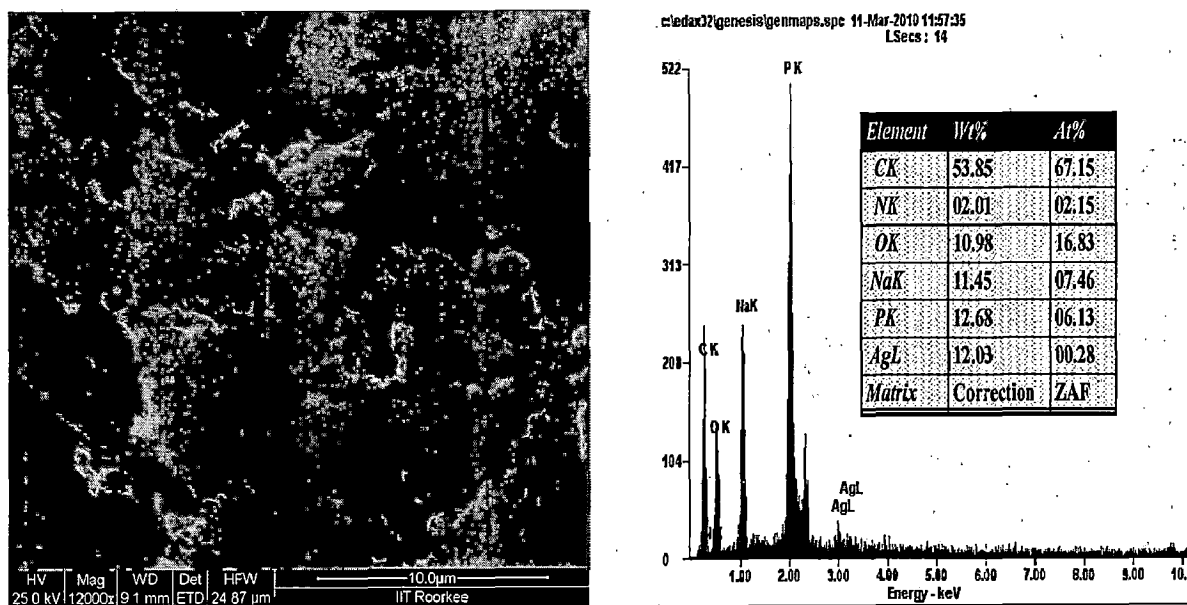 HV Mag WD Det HFW 10.0µm
25.0 kV 12000x 9.1 mm ETD 24.87 µm IIT Roorkee
c:\edax32\genesis\genmaps.spc 11-Mar-2010 11:57:35
LSecs : 14
522
P K
417
313
Na K
208
C K
O K
104
AgL
AgL
0
1.00 2.00 3.00 4.00 5.00 6.00 7.00 8.00 9.00 10.
Energy - keV
Element Wt% At%
CK 53.85 67.15
NK 02.01 02.15
OK 10.98 16.83
NaK 11.45 07.46
PK 12.68 06.13
AgL 12.03 00.28
Matrix Correction ZAF